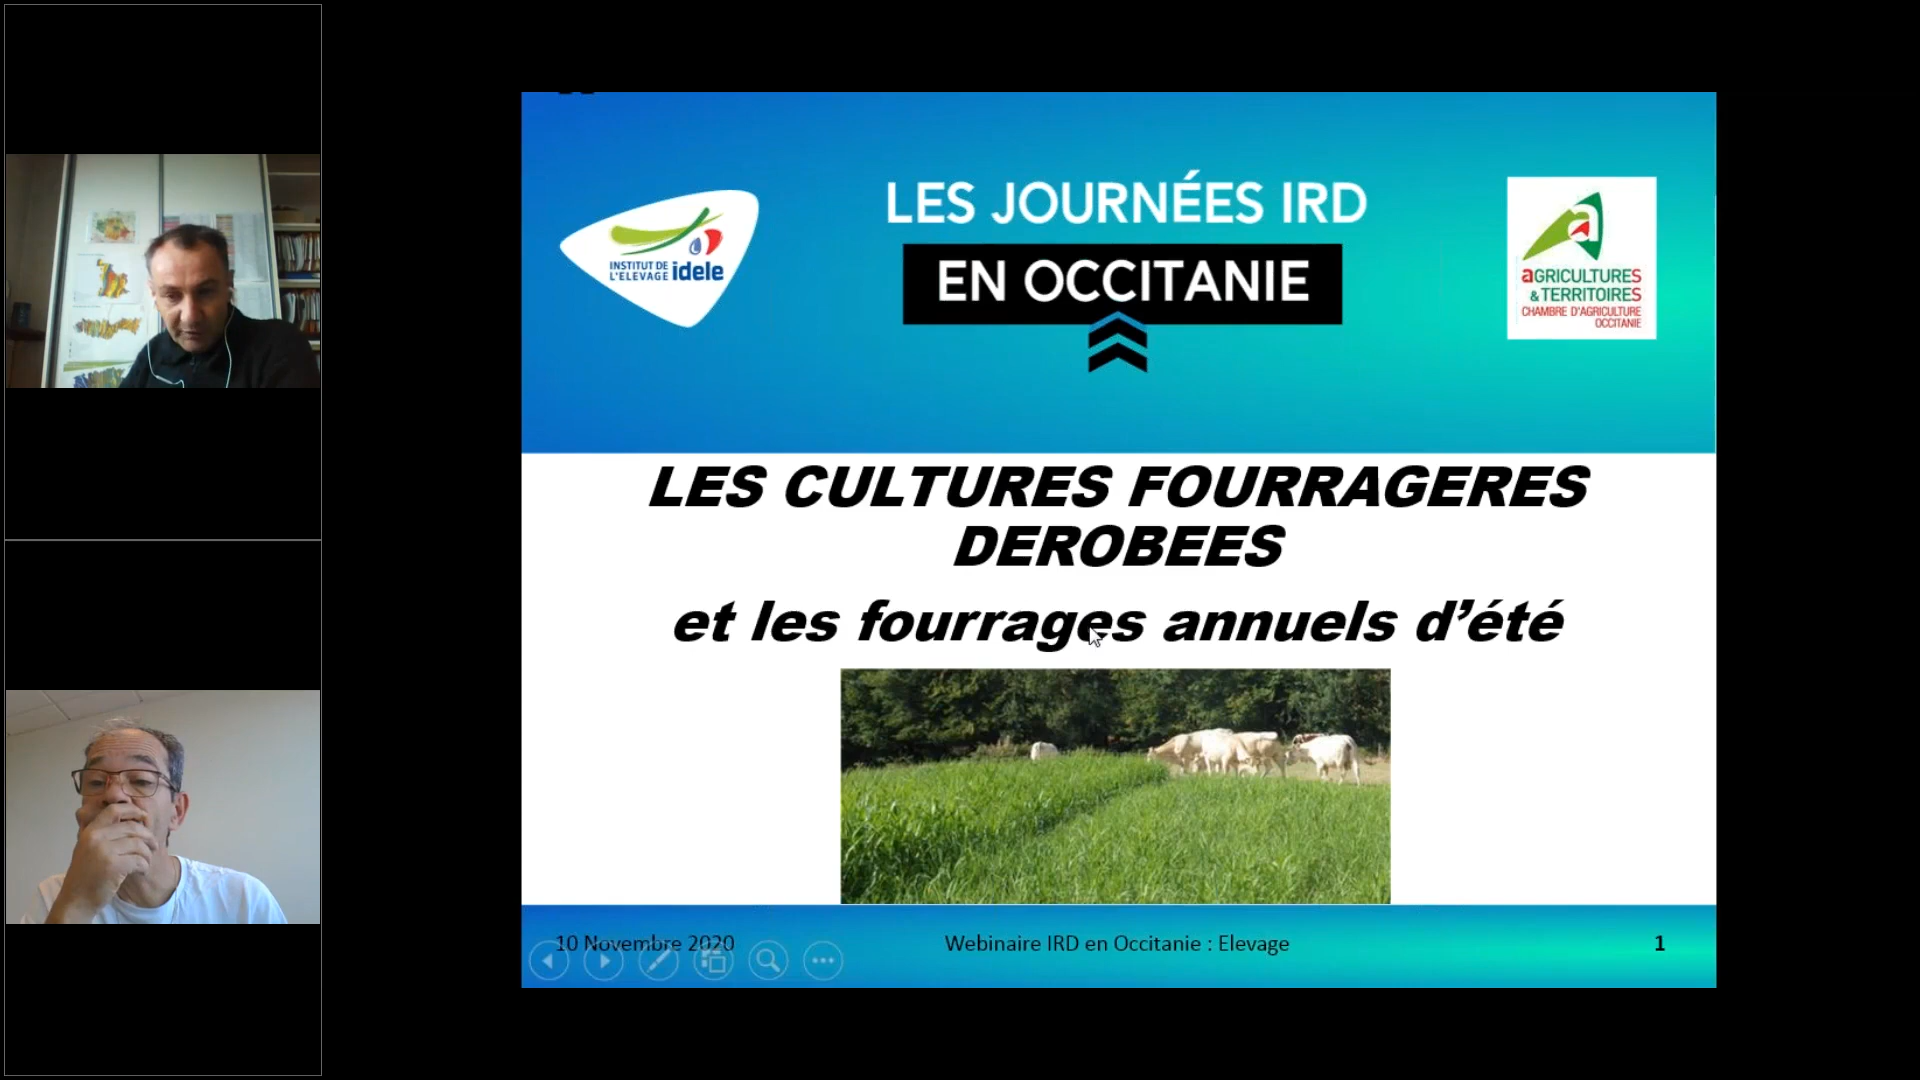 INSTITUT DE
L'ELEVAGE idele
LES JOURNÉES IRD
EN OCCITANIE
aGRICULTURES
& TERRITOIRES
CHAMBRE D'AGRICULTURE
OCCITANIE
LES CULTURES FOURRAGERES
DEROBEES
et les fourrages annuels d’été
10 Novembre 2020
Webinaire IRD en Occitanie : Elevage
1